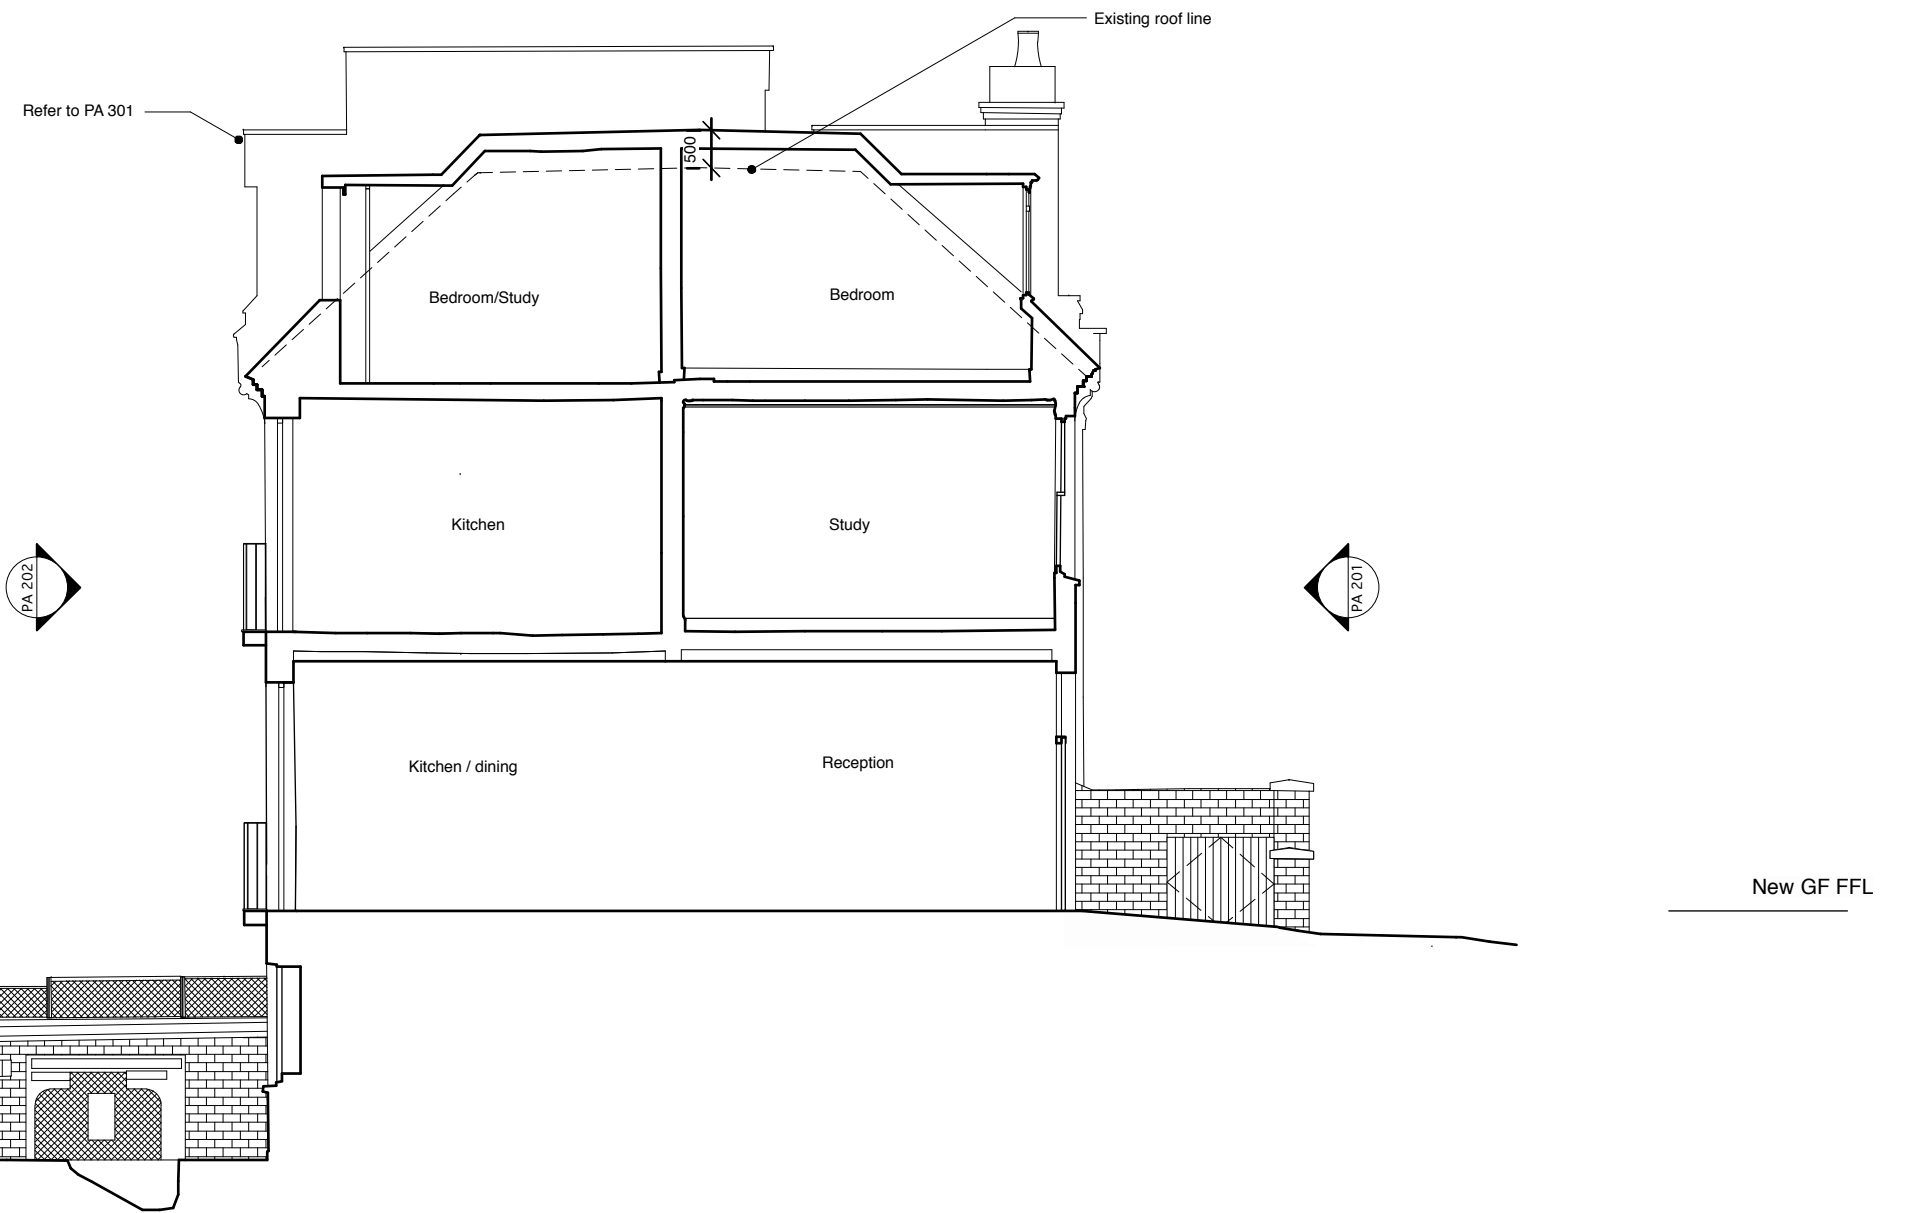 Existing roof line
Refer to PA 301
500
Bedroom/Study
Bedroom
Kitchen
Study
PA 202
PA 201
Kitchen / dining
Reception
New GF FFL